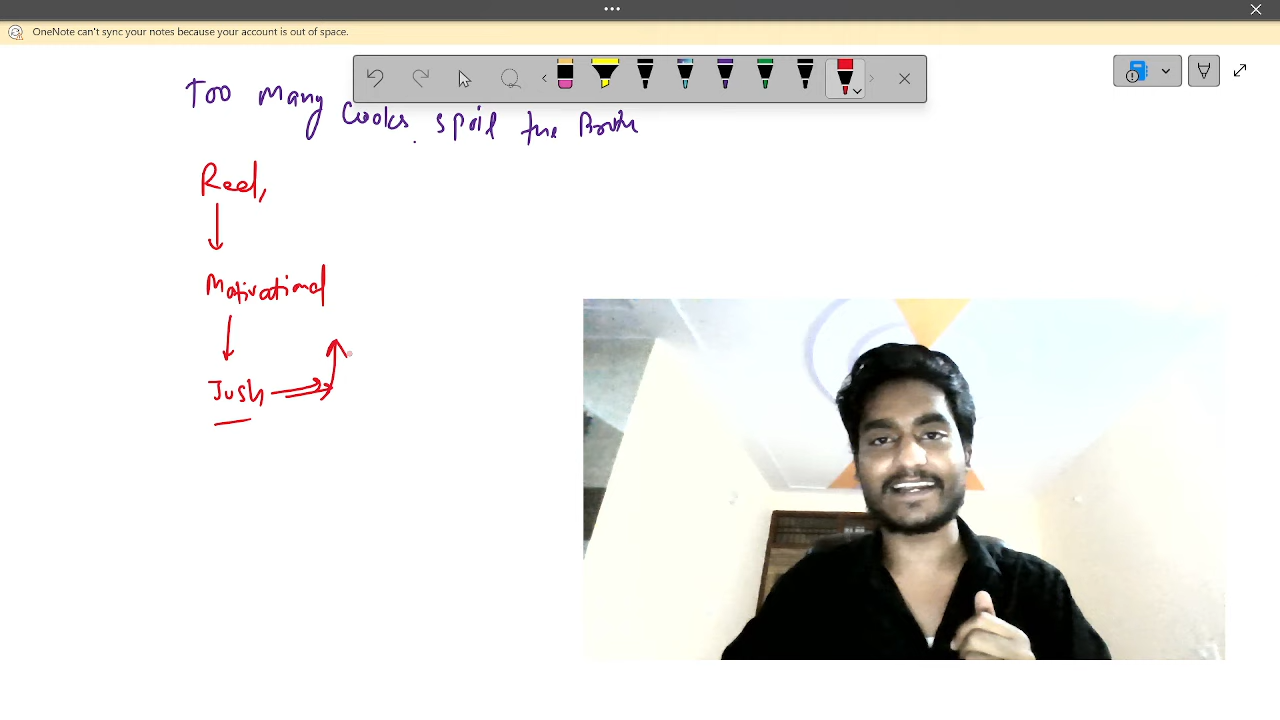 OneNote can't sync your notes because your account is out of space.
Too Many Cooks spoil the Broth
Reel,
Motivational
Josh